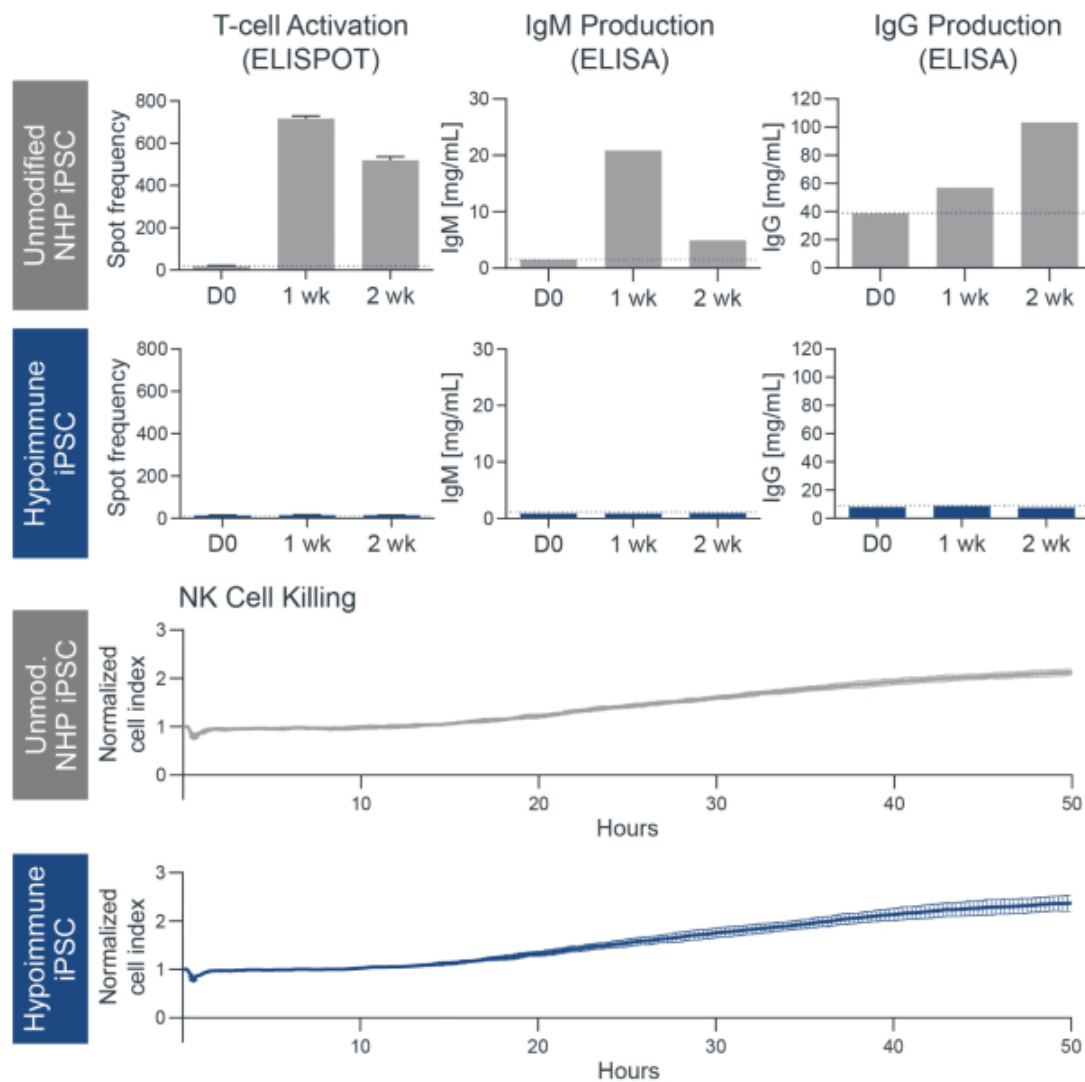 T-cell Activation
(ELISPOT)
IgM Production
(ELISA)
IgG Production
(ELISA)
Unmodified
NHP iPSC
Spot frequency
800
600
400
200
0
D0 1 wk 2 wk
IgM [mg/mL]
30
20
10
0
D0 1 wk 2 wk
IgG [mg/mL]
120
100
80
60
40
20
0
D0 1 wk 2 wk
Hypoimmune
iPSC
Spot frequency
800
600
400
200
0
D0 1 wk 2 wk
IgM [mg/mL]
30
20
10
0
D0 1 wk 2 wk
IgG [mg/mL]
120
100
80
60
40
20
0
D0 1 wk 2 wk
NK Cell Killing
Unmod.
NHP iPSC
Normalized
cell index
3
2
1
0
10 20 30 40 50
Hours
Hypoimmune
iPSC
Normalized
cell index
3
2
1
0
10 20 30 40 50
Hours